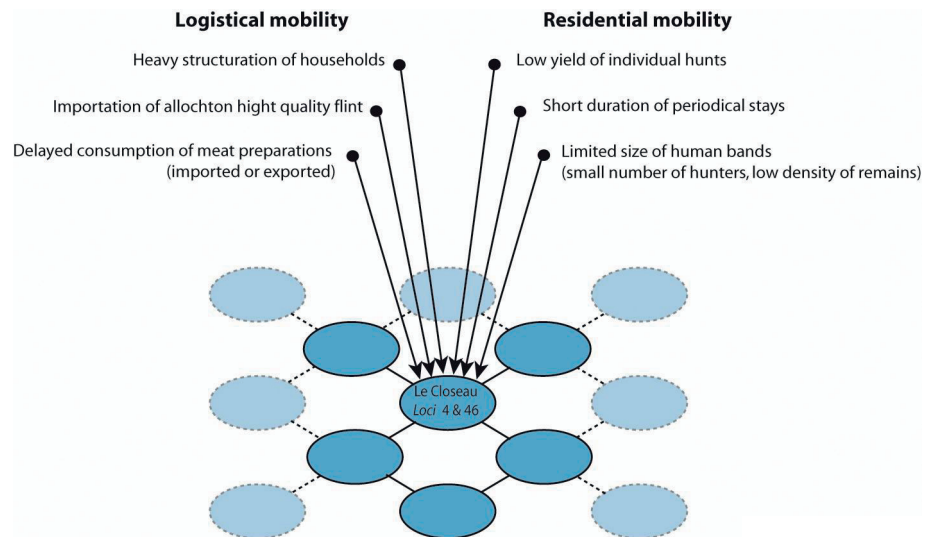 Logistical mobility
Residential mobility
Heavy structuration of households
Low yield of individual hunts
Importation of allochton hight quality flint
Short duration of periodical stays
Delayed consumption of meat preparations
(imported or exported)
Limited size of human bands
(small number of hunters, low density of remains)
Le Closeau
Loci 4 & 46